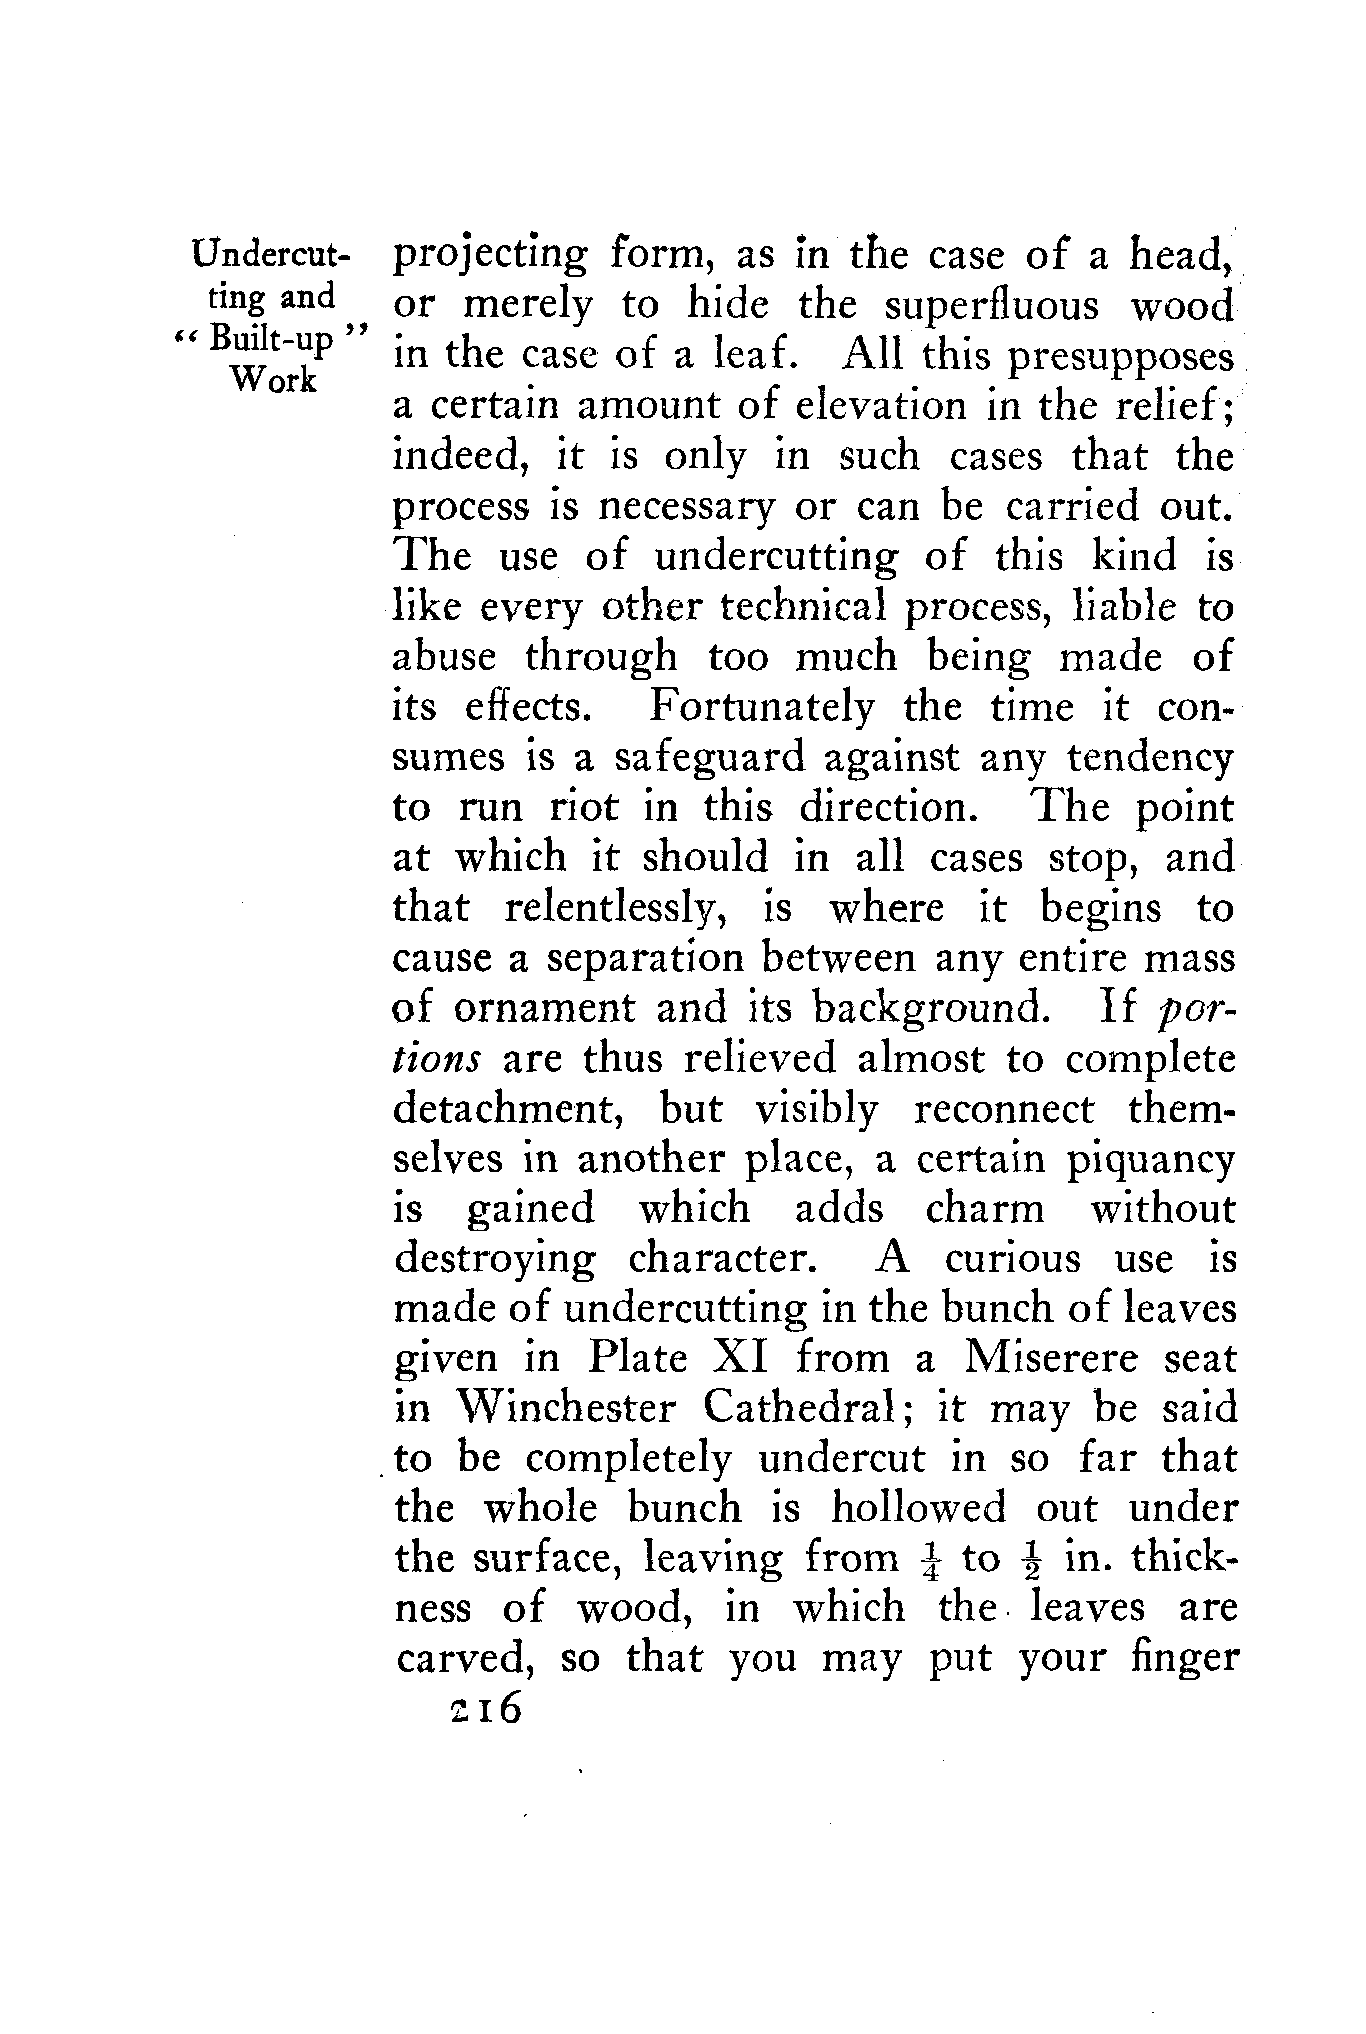 Undercut-
ting and
“ Built-up ”
Work
projecting form, as in the case of a head,
or merely to hide the superfluous wood
in the case of a leaf. All this presupposes
a certain amount of elevation in the relief;
indeed, it is only in such cases that the
process is necessary or can be carried out.
The use of undercutting of this kind is
like every other technical process, liable to
abuse through too much being made of
its effects. Fortunately the time it con-
sumes is a safeguard against any tendency
to run riot in this direction. The point
at which it should in all cases stop, and
that relentlessly, is where it begins to
cause a separation between any entire mass
of ornament and its background. If por-
tions are thus relieved almost to complete
detachment, but visibly reconnect them-
selves in another place, a certain piquancy
is gained which adds charm without
destroying character. A curious use is
made of undercutting in the bunch of leaves
given in Plate XI from a Miserere seat
in Winchester Cathedral; it may be said
to be completely undercut in so far that
the whole bunch is hollowed out under
the surface, leaving from ¼ to ½ in. thick-
ness of wood, in which the leaves are
carved, so that you may put your finger
216